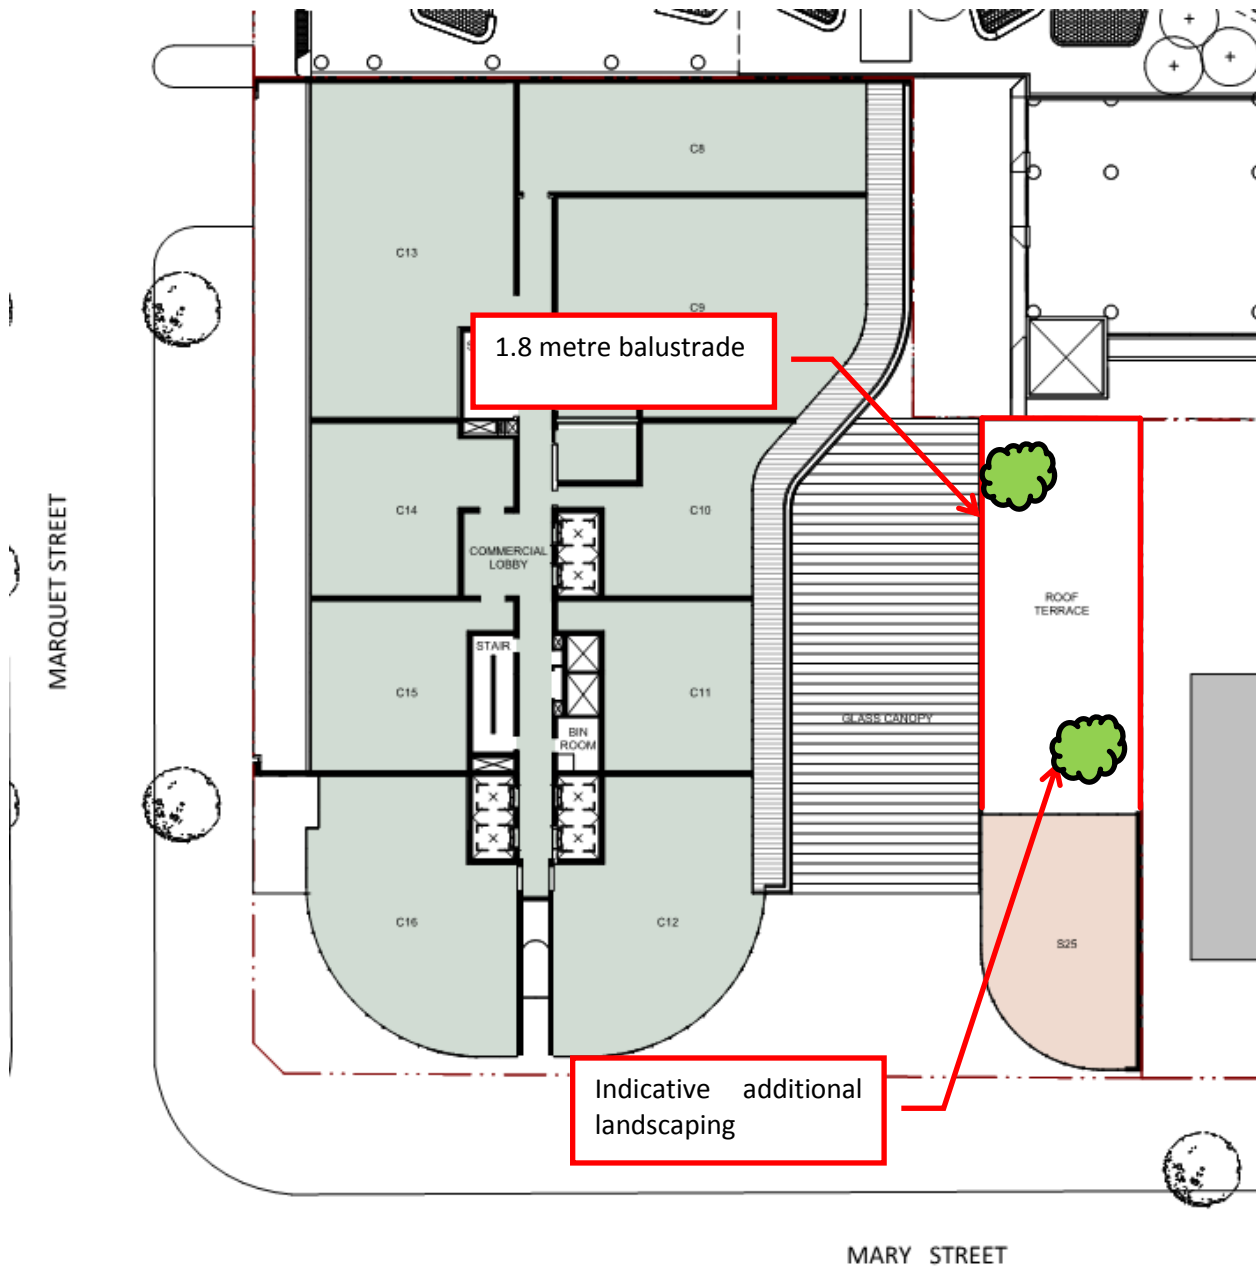 C8
C13
C9
1.8 metre balustrade
C14
C10
COMMERCIAL
LOBBY
ROOF
TERRACE
MARQUET STREET
STAIR
C15
C11
GLASS CANOPY
BIN
ROOM
C16
C12
S25
Indicative additional
landscaping
MARY STREET